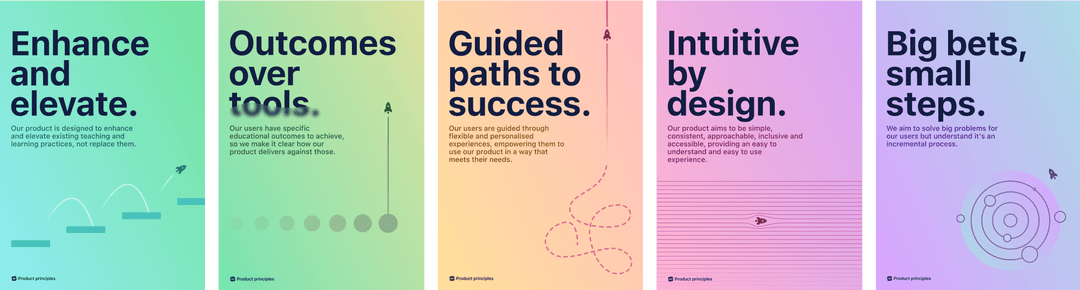 Enhance
and
elevate.
Our product is designed to enhance
and elevate existing teaching and
learning practices, not replace them.
Product principles
Outcomes
over
tools.
Our users have specific
educational outcomes to achieve,
so we make it clear how our
product delivers against those.
Product principles
Guided
paths to
success.
Our users are guided through
flexible and personalised
experiences, empowering them to
use our product in a way that
meets their needs.
Product principles
Intuitive
by
design.
Our product aims to be simple,
consistent, approachable, inclusive and
accessible, providing an easy to
understand and easy to use
experience.
Product principles
Big bets,
small
steps.
We aim to solve big problems for
our users but understand it's an
incremental process.
Product principles